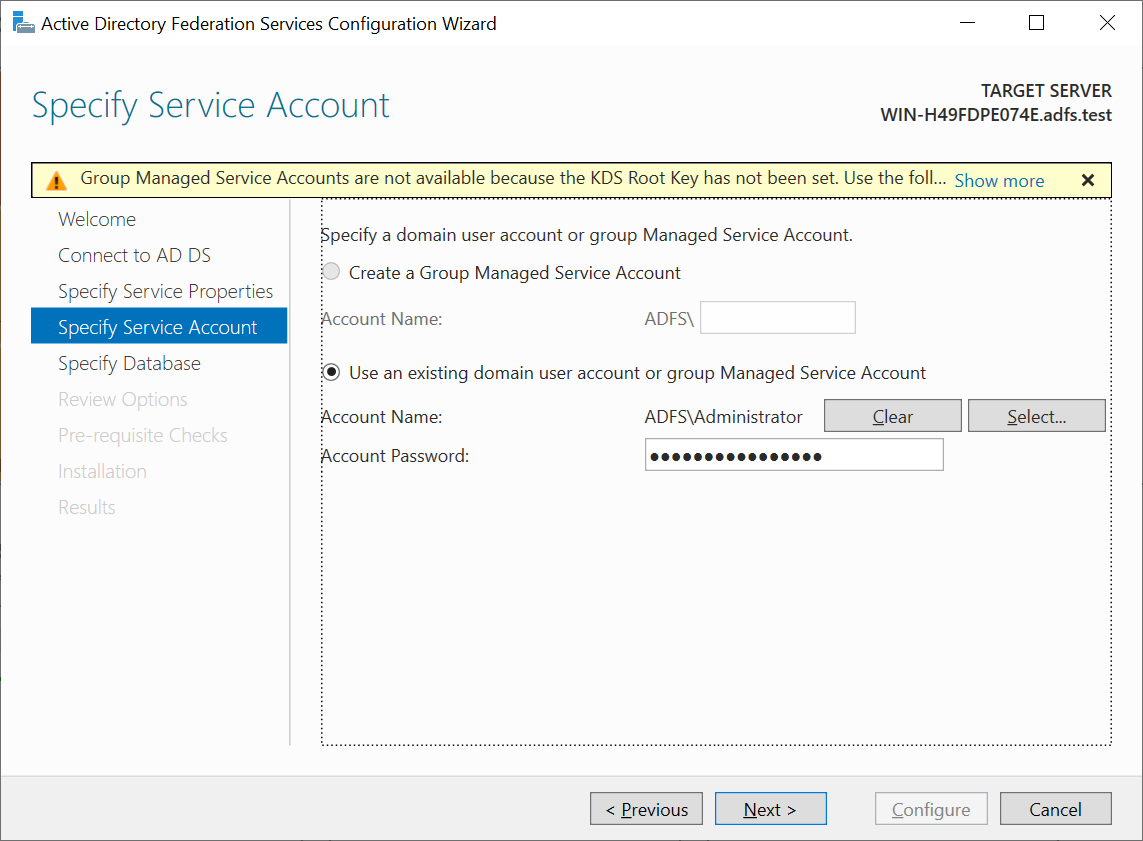 Active Directory Federation Services Configuration Wizard
Specify Service Account
TARGET SERVER
WIN-H49FDPE074E.adfs.test
Group Managed Service Accounts are not available because the KDS Root Key has not been set. Use the foll... Show more
Welcome
Connect to AD DS
Specify Service Properties
Specify Service Account
Specify Database
Review Options
Pre-requisite Checks
Installation
Results
Specify a domain user account or group Managed Service Account.
Create a Group Managed Service Account
Account Name: ADFS\
Use an existing domain user account or group Managed Service Account
Account Name: ADFS\Administrator Clear Select...
Account Password: ●●●●●●●●●●●●●●●●
< Previous Next > Configure Cancel